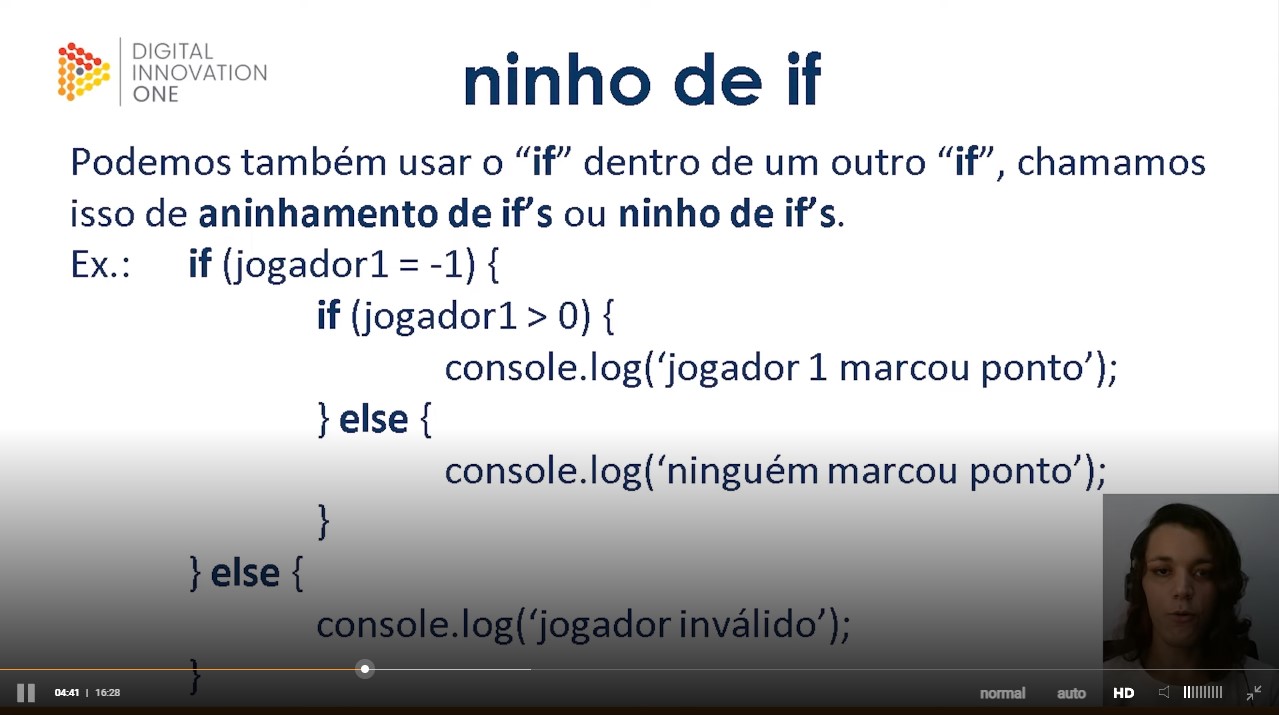 DIGITAL
INNOVATION
ONE
ninho de if
Podemos também usar o “if” dentro de um outro “if”, chamamos
isso de aninhamento de if’s ou ninho de if’s.
Ex.: if (jogador1 = -1) {
if (jogador1 > 0) {
console.log(‘jogador 1 marcou ponto’);
} else {
console.log(‘ninguém marcou ponto’);
}
} else {
console.log(‘jogador inválido’);
}
04:41 | 16:28 normal auto HD